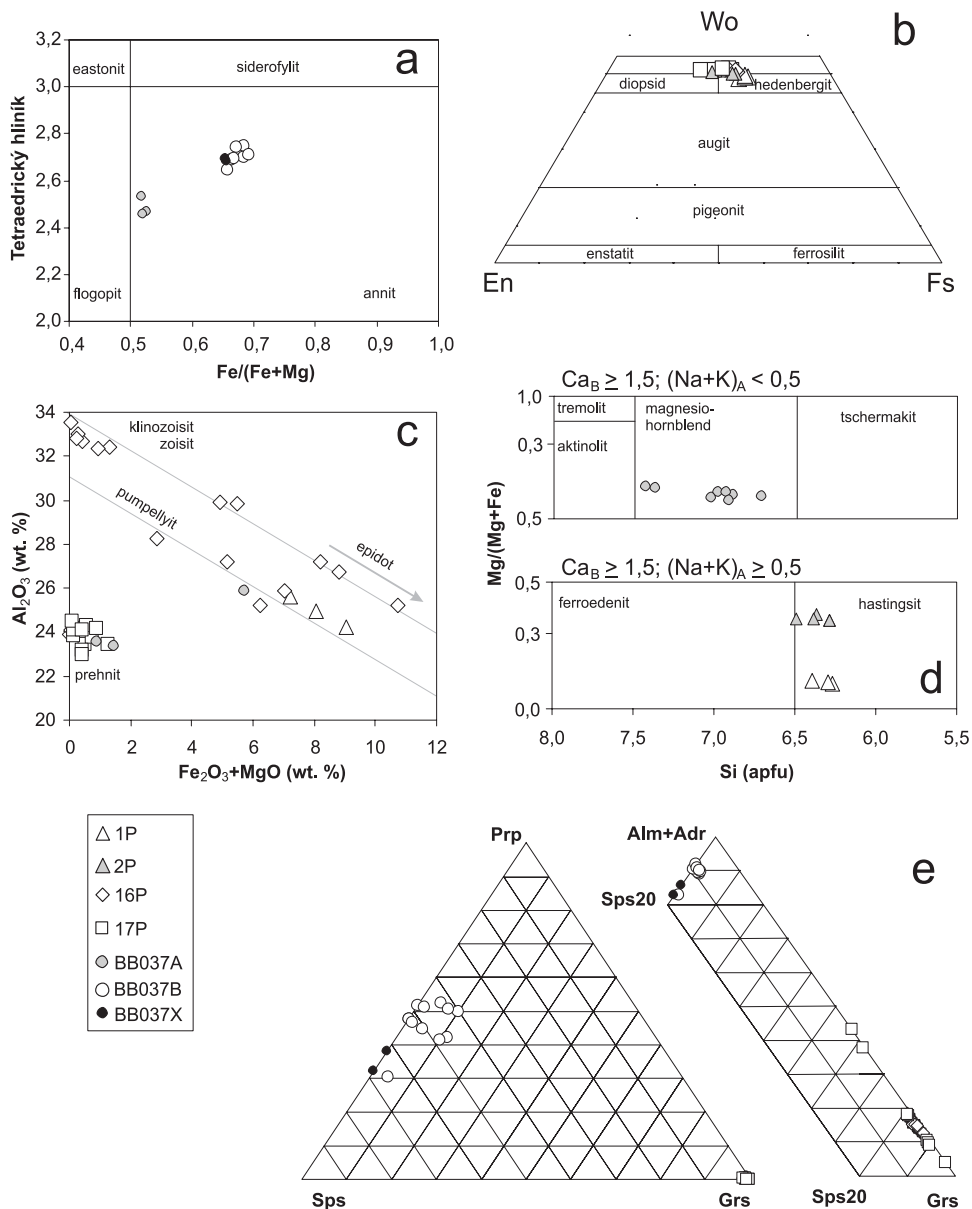 a
3,2
3,0
2,8
2,6
2,4
2,2
2,0
Tetraedrický hliník
eastonit
siderofylit
flogopit
annit
0,4 0,5 0,6 0,7 0,8 0,9 1,0
Fe/(Fe+Mg)
b
Wo
diopsid
hedenbergit
augit
pigeonit
enstatit
ferrosilit
En
Fs
c
34
32
30
28
26
24
22
20
Al₂O₃ (wt. %)
klinozoisit
zoisit
pumpellyit
epidot
prehnit
0 2 4 6 8 10 12
Fe₂O₃+MgO (wt. %)
Ca_B ≥ 1,5; (Na+K)_A < 0,5
1,0
0,3
0,5
tremolit
aktinolit
magnesio-
hornblend
tschermakit
Mg/(Mg+Fe)
Ca_B ≥ 1,5; (Na+K)_A ≥ 0,5
0,5
0,3
0,0
ferroedenit
hastingsit
d
8,0 7,5 7,0 6,5 6,0 5,5
Si (apfu)
1P
2P
16P
17P
BB037A
BB037B
BB037X
Prp
Sps
Grs
Alm+Adr
e
Sps20
Sps20
Grs